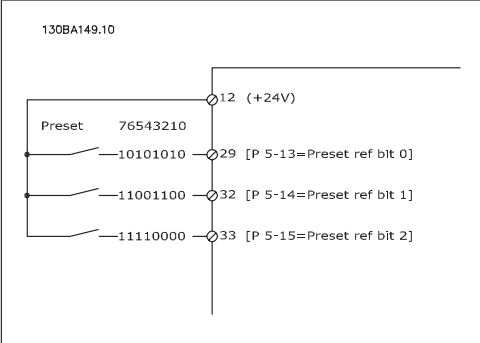 130BA149.10
12 (+24V)
Preset 76543210
10101010 29 [P 5-13=Preset ref bit 0]
11001100 32 [P 5-14=Preset ref bit 1]
11110000 33 [P 5-15=Preset ref bit 2]